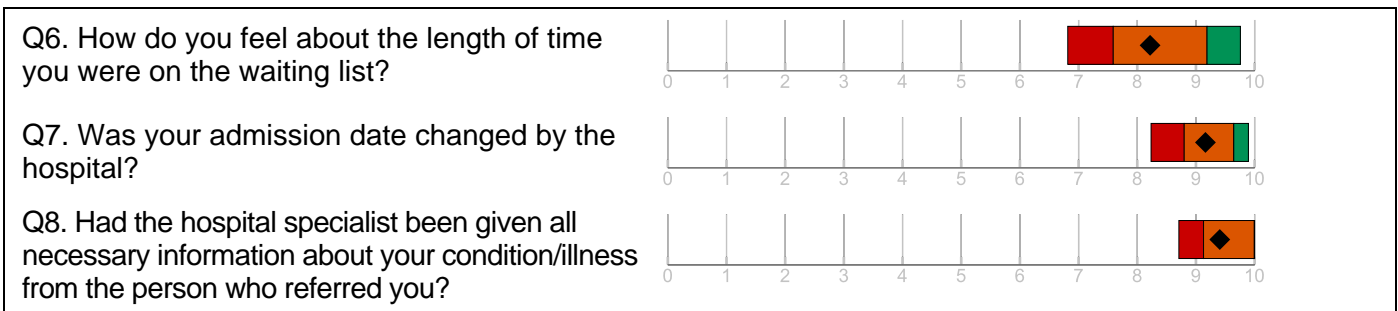 Q6. How do you feel about the length of time
you were on the waiting list?
0 1 2 3 4 5 6 7 8 9 10
Q7. Was your admission date changed by the
hospital?
0 1 2 3 4 5 6 7 8 9 10
Q8. Had the hospital specialist been given all
necessary information about your condition/illness
from the person who referred you?
0 1 2 3 4 5 6 7 8 9 10